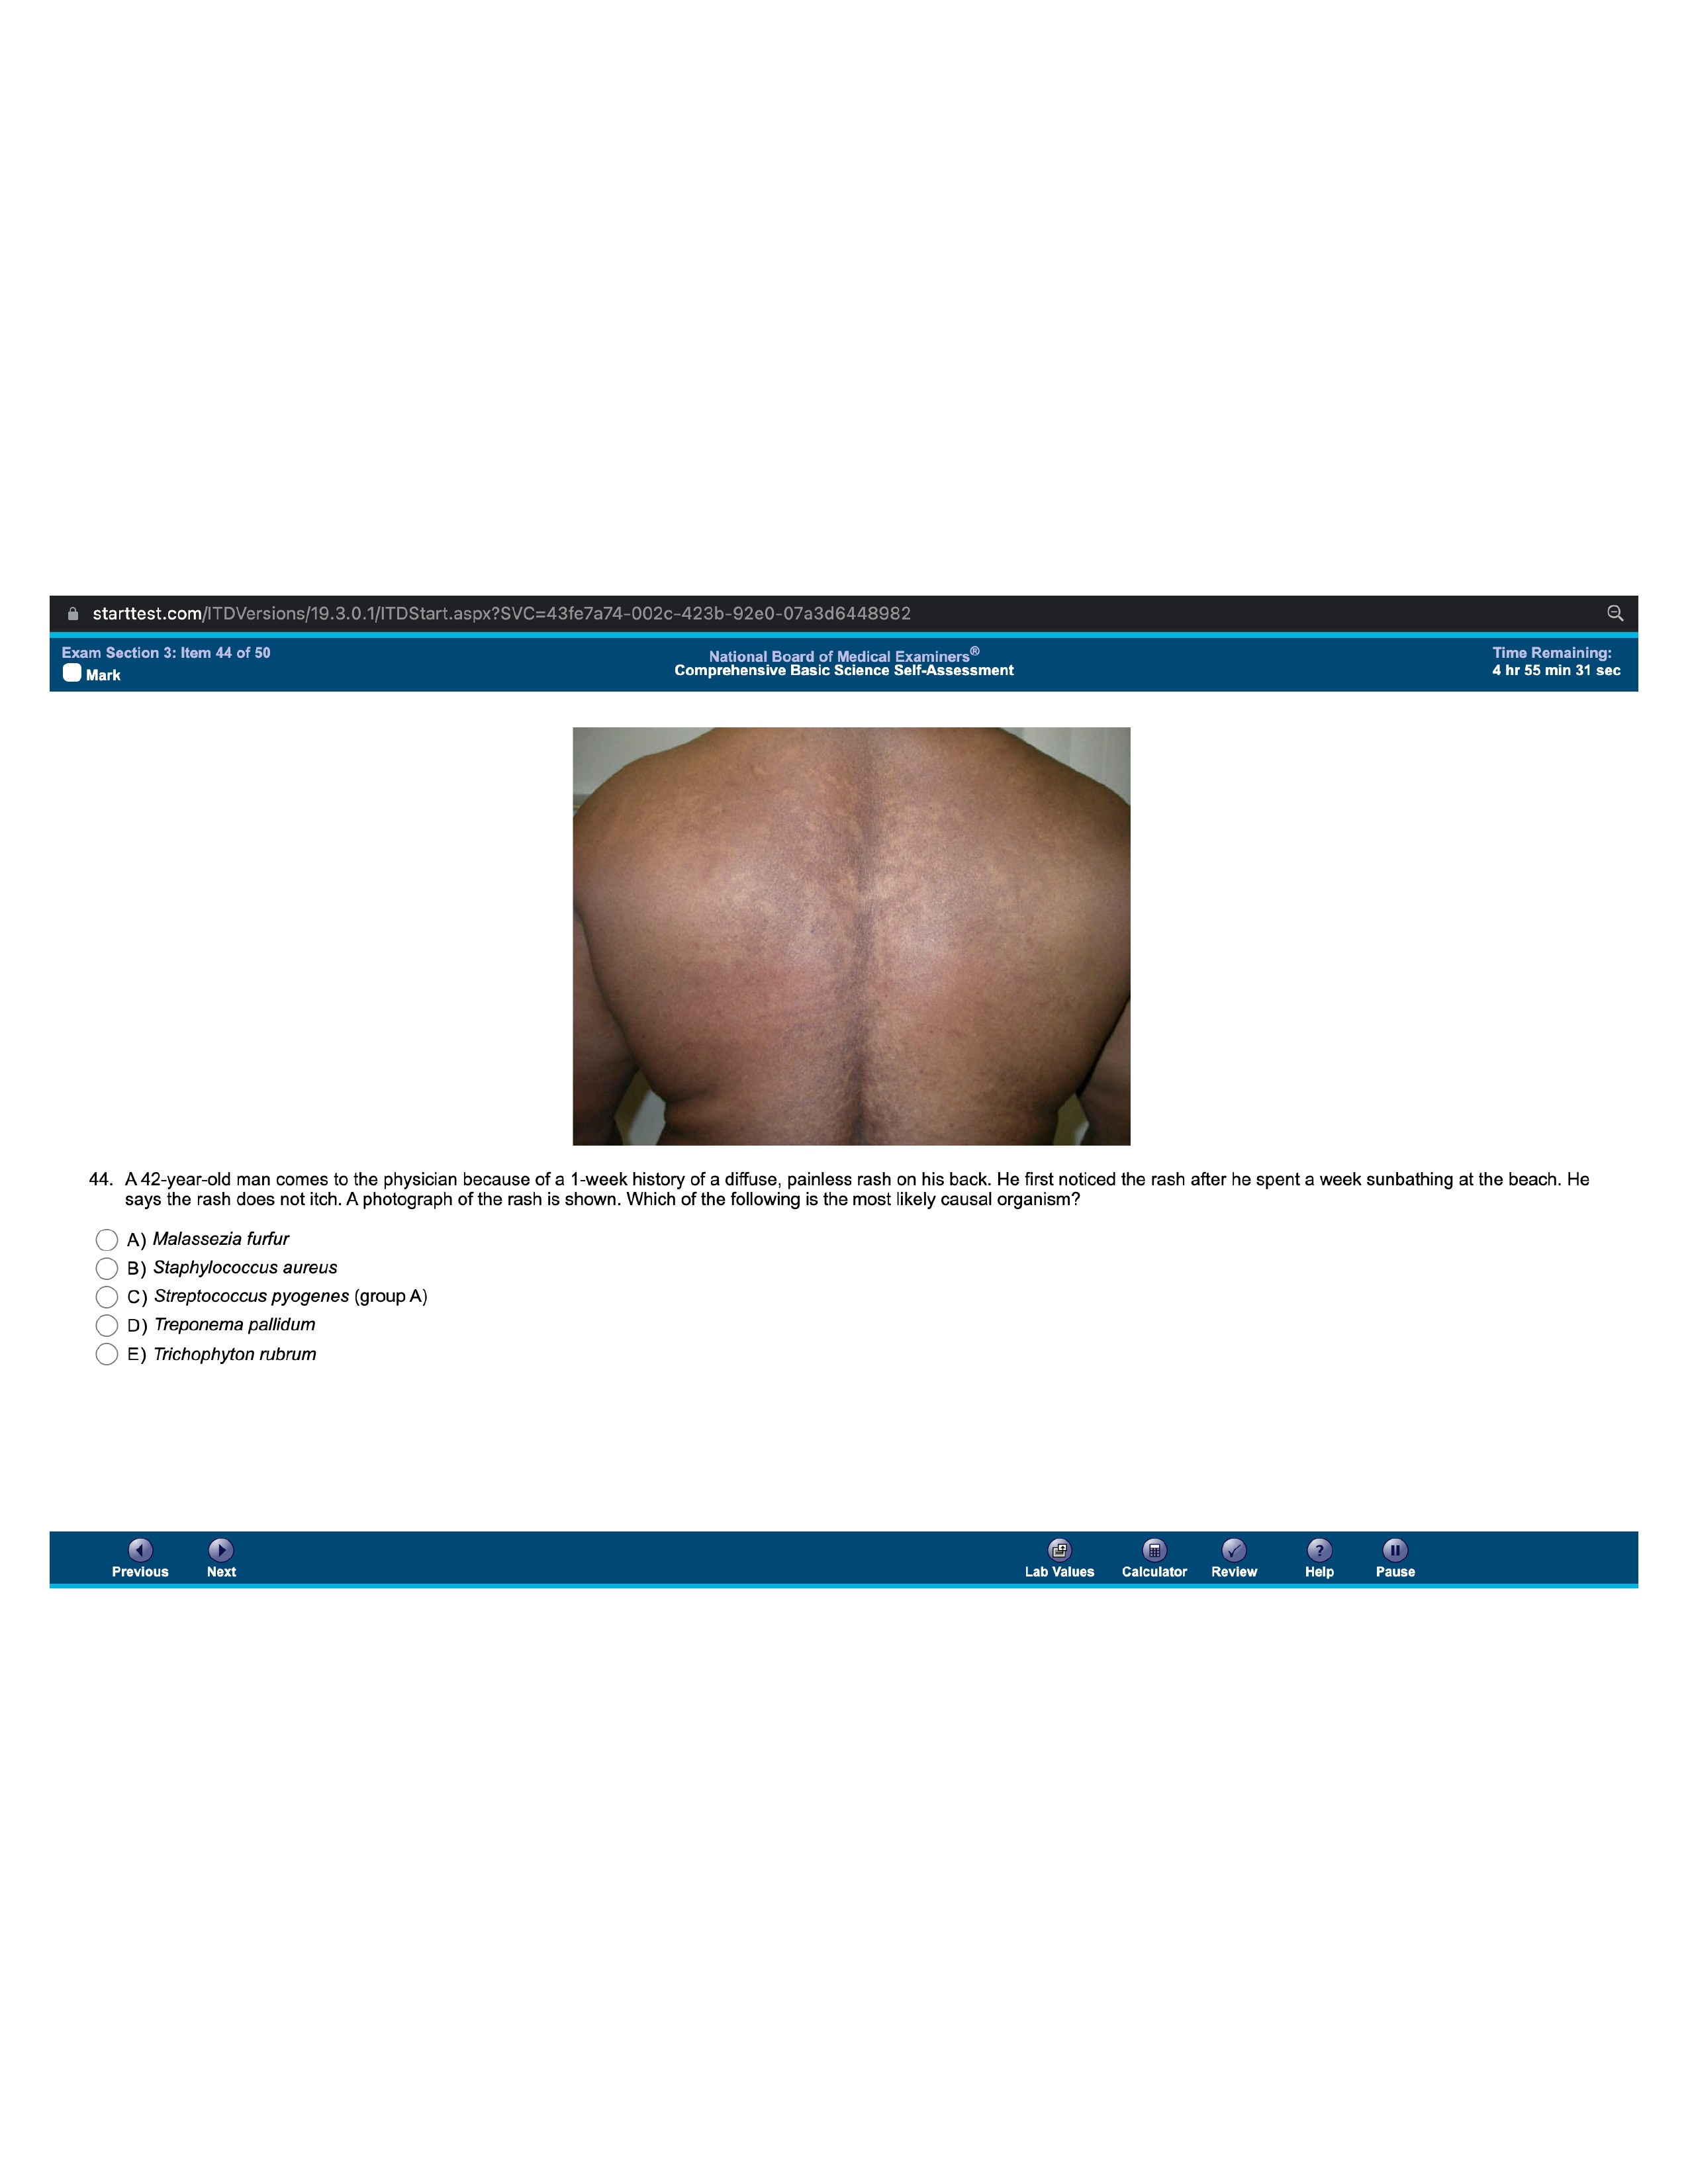 starttest.com/ITDVersions/19.3.0.1/ITDStart.aspx?SVC=43fe7a74-002c-423b-92e0-07a3d6448982
Exam Section 3: Item 44 of 50
Mark
National Board of Medical Examiners®
Comprehensive Basic Science Self-Assessment
Time Remaining:
4 hr 55 min 31 sec
44. A 42-year-old man comes to the physician because of a 1-week history of a diffuse, painless rash on his back. He first noticed the rash after he spent a week sunbathing at the beach. He
says the rash does not itch. A photograph of the rash is shown. Which of the following is the most likely causal organism?
A) Malassezia furfur
B) Staphylococcus aureus
C) Streptococcus pyogenes (group A)
D) Treponema pallidum
E) Trichophyton rubrum
Previous
Next
Lab Values
Calculator
Review
Help
Pause